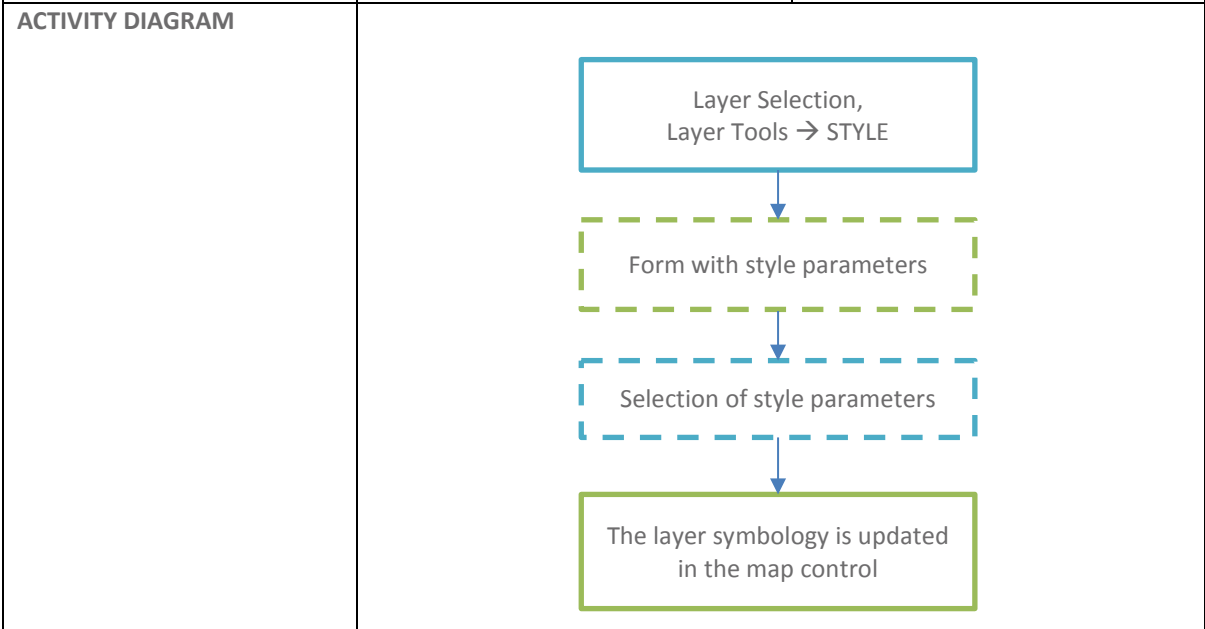 ACTIVITY DIAGRAM
Layer Selection,
Layer Tools → STYLE
Form with style parameters
Selection of style parameters
The layer symbology is updated
in the map control